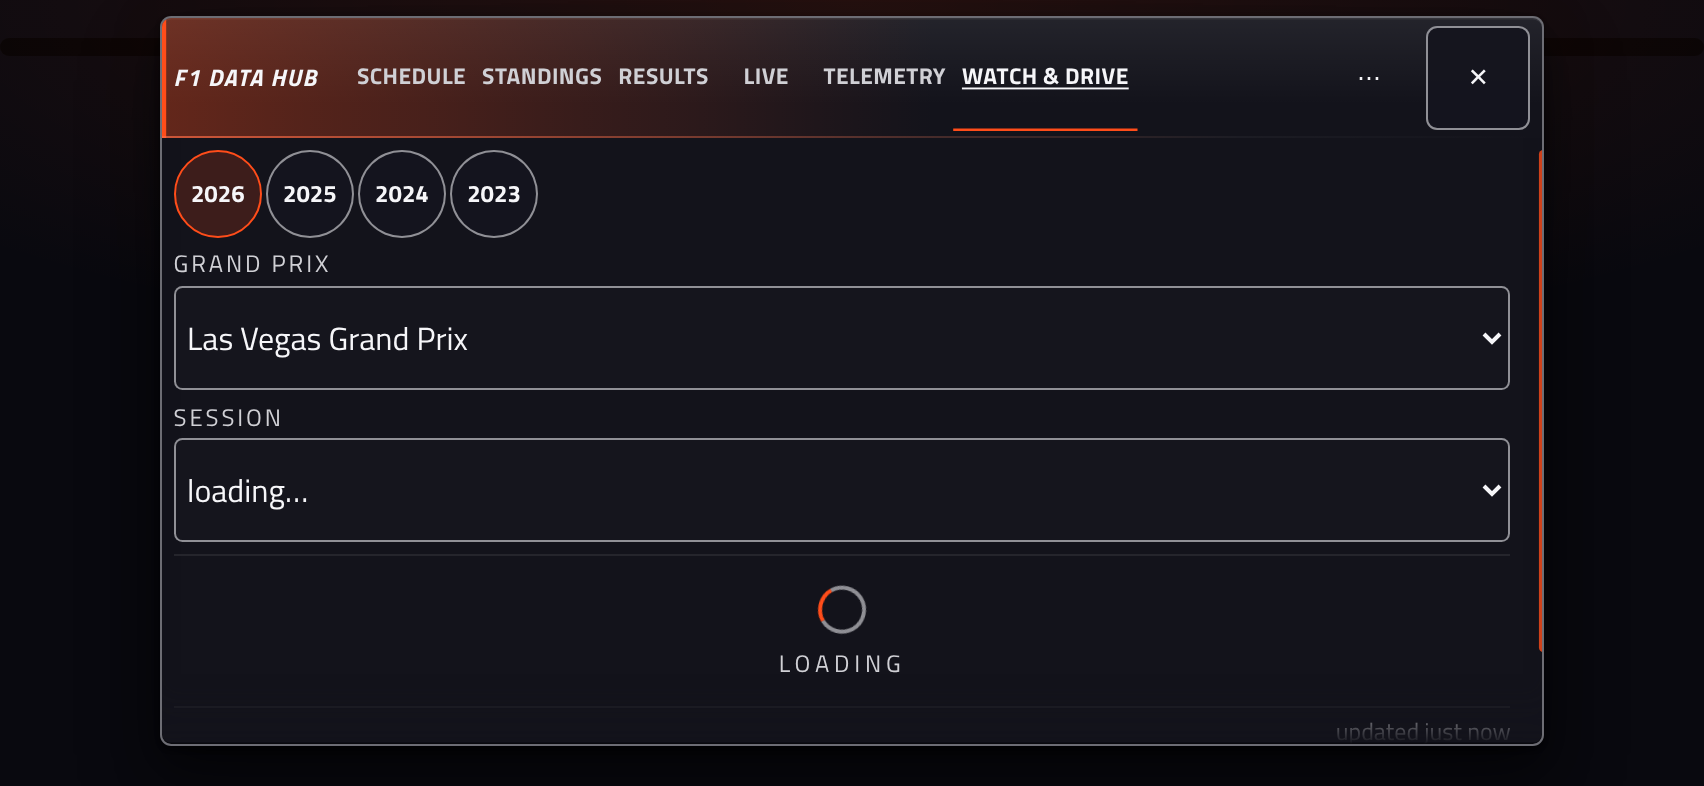 F1 DATA HUB SCHEDULE STANDINGS RESULTS LIVE TELEMETRY WATCH & DRIVE ... ✕
2026 2025 2024 2023
GRAND PRIX
Las Vegas Grand Prix
SESSION
loading...
LOADING
updated just now